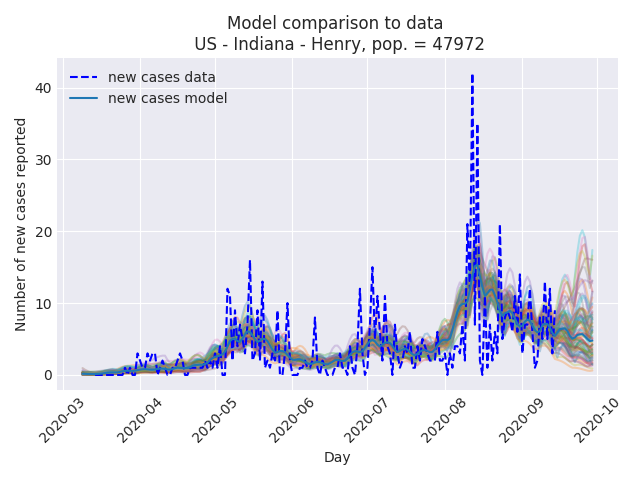 Model comparison to data
US - Indiana - Henry, pop. = 47972
new cases data
new cases model
Number of new cases reported
40
30
20
10
0
2020-03
2020-04
2020-05
2020-06
2020-07
2020-08
2020-09
2020-10
Day